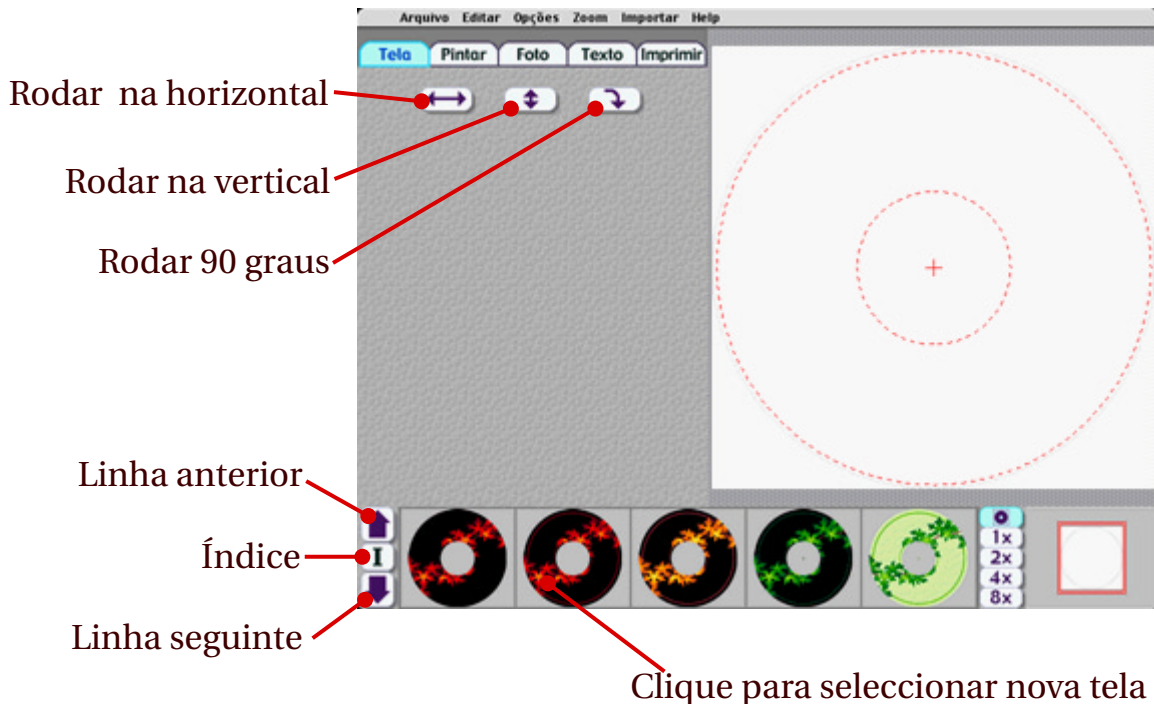 Arquivo Editar Opções Zoom Importar Help
Tela Pintar Foto Texto Imprimir
Rodar na horizontal
Rodar na vertical
Rodar 90 graus
Linha anterior
Índice
Linha seguinte
I
1x
2x
4x
8x
Clique para seleccionar nova tela